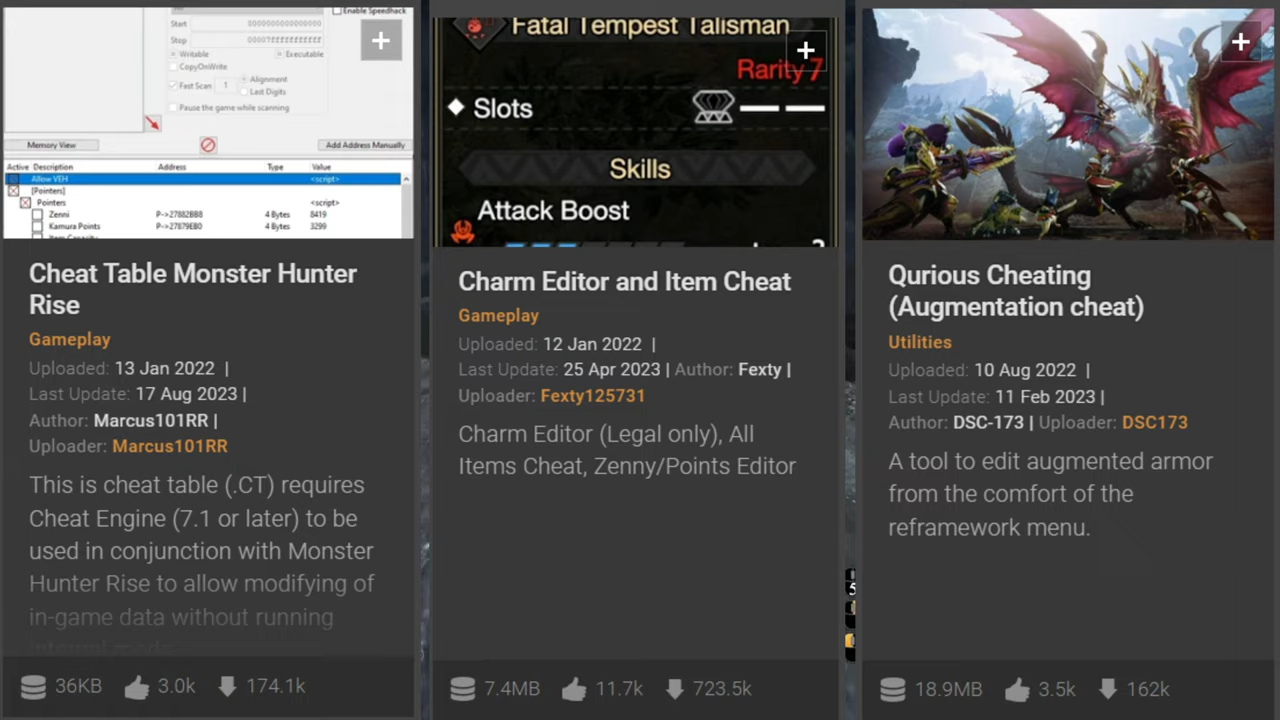 Enable Speedhack
Start 0000000000000000
Stop 00007fffffffffff
Writable Executable
CopyOnWrite
Fast Scan 1 Alignment
Last Digits
Pause the game while scanning
Memory View Add Address Manually
Active Description Address Type Value
Allow VEH <script>
[Pointers]
Pointers <script>
Zenni P->27882BB8 4 Bytes 8419
Kamura Points P->27879EB0 4 Bytes 3299
Cheat Table Monster Hunter
Rise
Gameplay
Uploaded: 13 Jan 2022 |
Last Update: 17 Aug 2023 |
Author: Marcus101RR |
Uploader: Marcus101RR
This is cheat table (.CT) requires
Cheat Engine (7.1 or later) to be
used in conjunction with Monster
Hunter Rise to allow modifying of
in-game data without running
36KB 3.0k 174.1k
Fatal Tempest Talisman
Rarity 7
Slots
Skills
Attack Boost
Charm Editor and Item Cheat
Gameplay
Uploaded: 12 Jan 2022 |
Last Update: 25 Apr 2023 | Author: Fexty |
Uploader: Fexty125731
Charm Editor (Legal only), All
Items Cheat, Zenny/Points Editor
7.4MB 11.7k 723.5k
Qurious Cheating
(Augmentation cheat)
Utilities
Uploaded: 10 Aug 2022 |
Last Update: 11 Feb 2023 |
Author: DSC-173 | Uploader: DSC173
A tool to edit augmented armor
from the comfort of the
reframework menu.
18.9MB 3.5k 162k